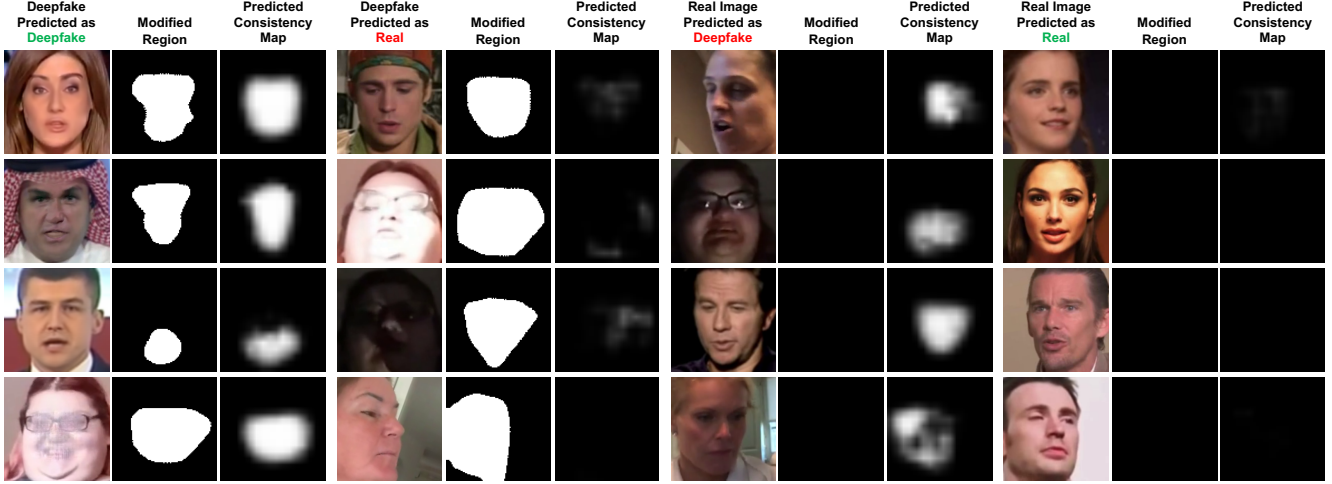 Deepfake
Predicted as
Deepfake
Modified
Region
Predicted
Consistency
Map
Deepfake
Predicted as
Real
Modified
Region
Predicted
Consistency
Map
Real Image
Predicted as
Deepfake
Modified
Region
Predicted
Consistency
Map
Real Image
Predicted as
Real
Modified
Region
Predicted
Consistency
Map